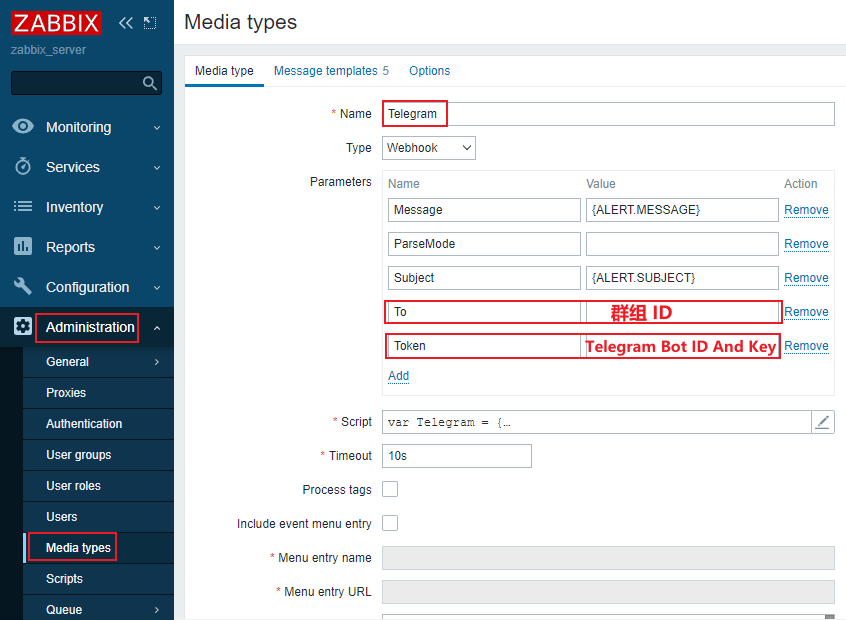 ZABBIX
zabbix_server
Monitoring
Services
Inventory
Reports
Configuration
Administration
General
Proxies
Authentication
User groups
User roles
Users
Media types
Scripts
Queue
Media types
Media type Message templates 5 Options
* Name Telegram
Type Webhook
Parameters Name Value Action
Message {ALERT.MESSAGE} Remove
ParseMode Remove
Subject {ALERT.SUBJECT} Remove
To 群组 ID Remove
Token Telegram Bot ID And Key Remove
Add
* Script var Telegram = {…
* Timeout 10s
Process tags
Include event menu entry
* Menu entry name
* Menu entry URL